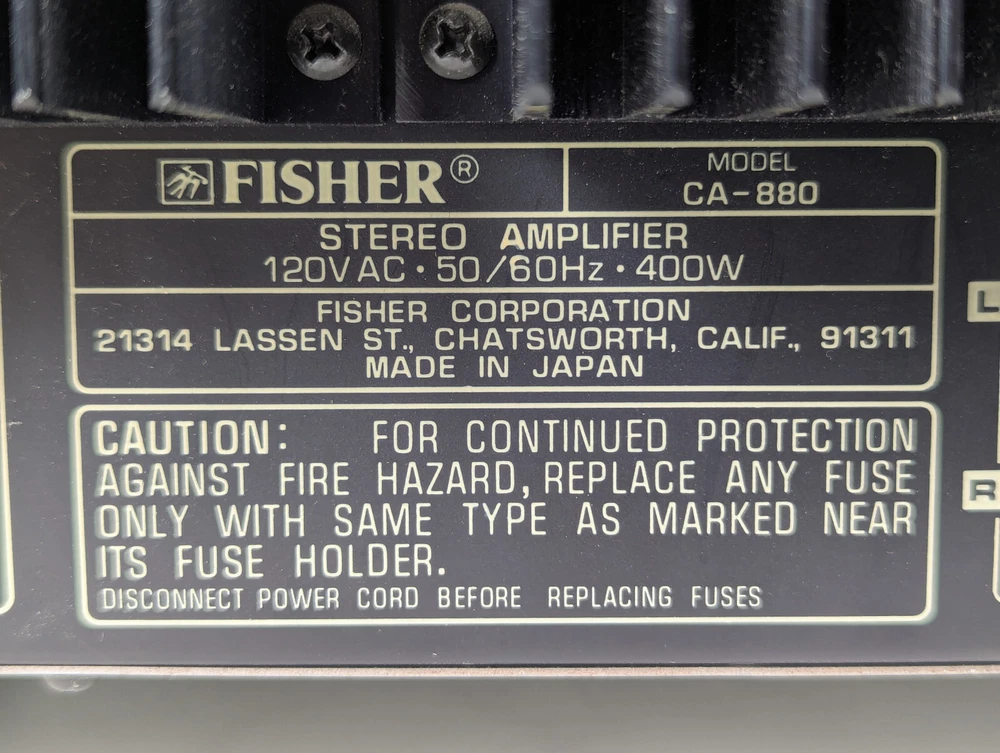 FISHER®
MODEL
CA-880
STEREO AMPLIFIER
120V AC · 50/60Hz · 400W
FISHER CORPORATION
21314 LASSEN ST., CHATSWORTH, CALIF., 91311
MADE IN JAPAN
CAUTION: FOR CONTINUED PROTECTION
AGAINST FIRE HAZARD, REPLACE ANY FUSE
ONLY WITH SAME TYPE AS MARKED NEAR
ITS FUSE HOLDER.
DISCONNECT POWER CORD BEFORE REPLACING FUSES
L
R